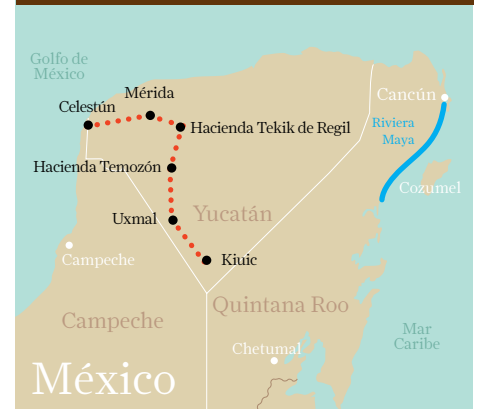 Golfo de
México
Mérida
Celestún
Cancún
Hacienda Tekik de Regil
Riviera
Maya
Hacienda Temozón
Cozumel
Yucatán
Uxmal
Campeche
Kiuic
Quintana Roo
Campeche
Mar
Caribe
Chetumal
México